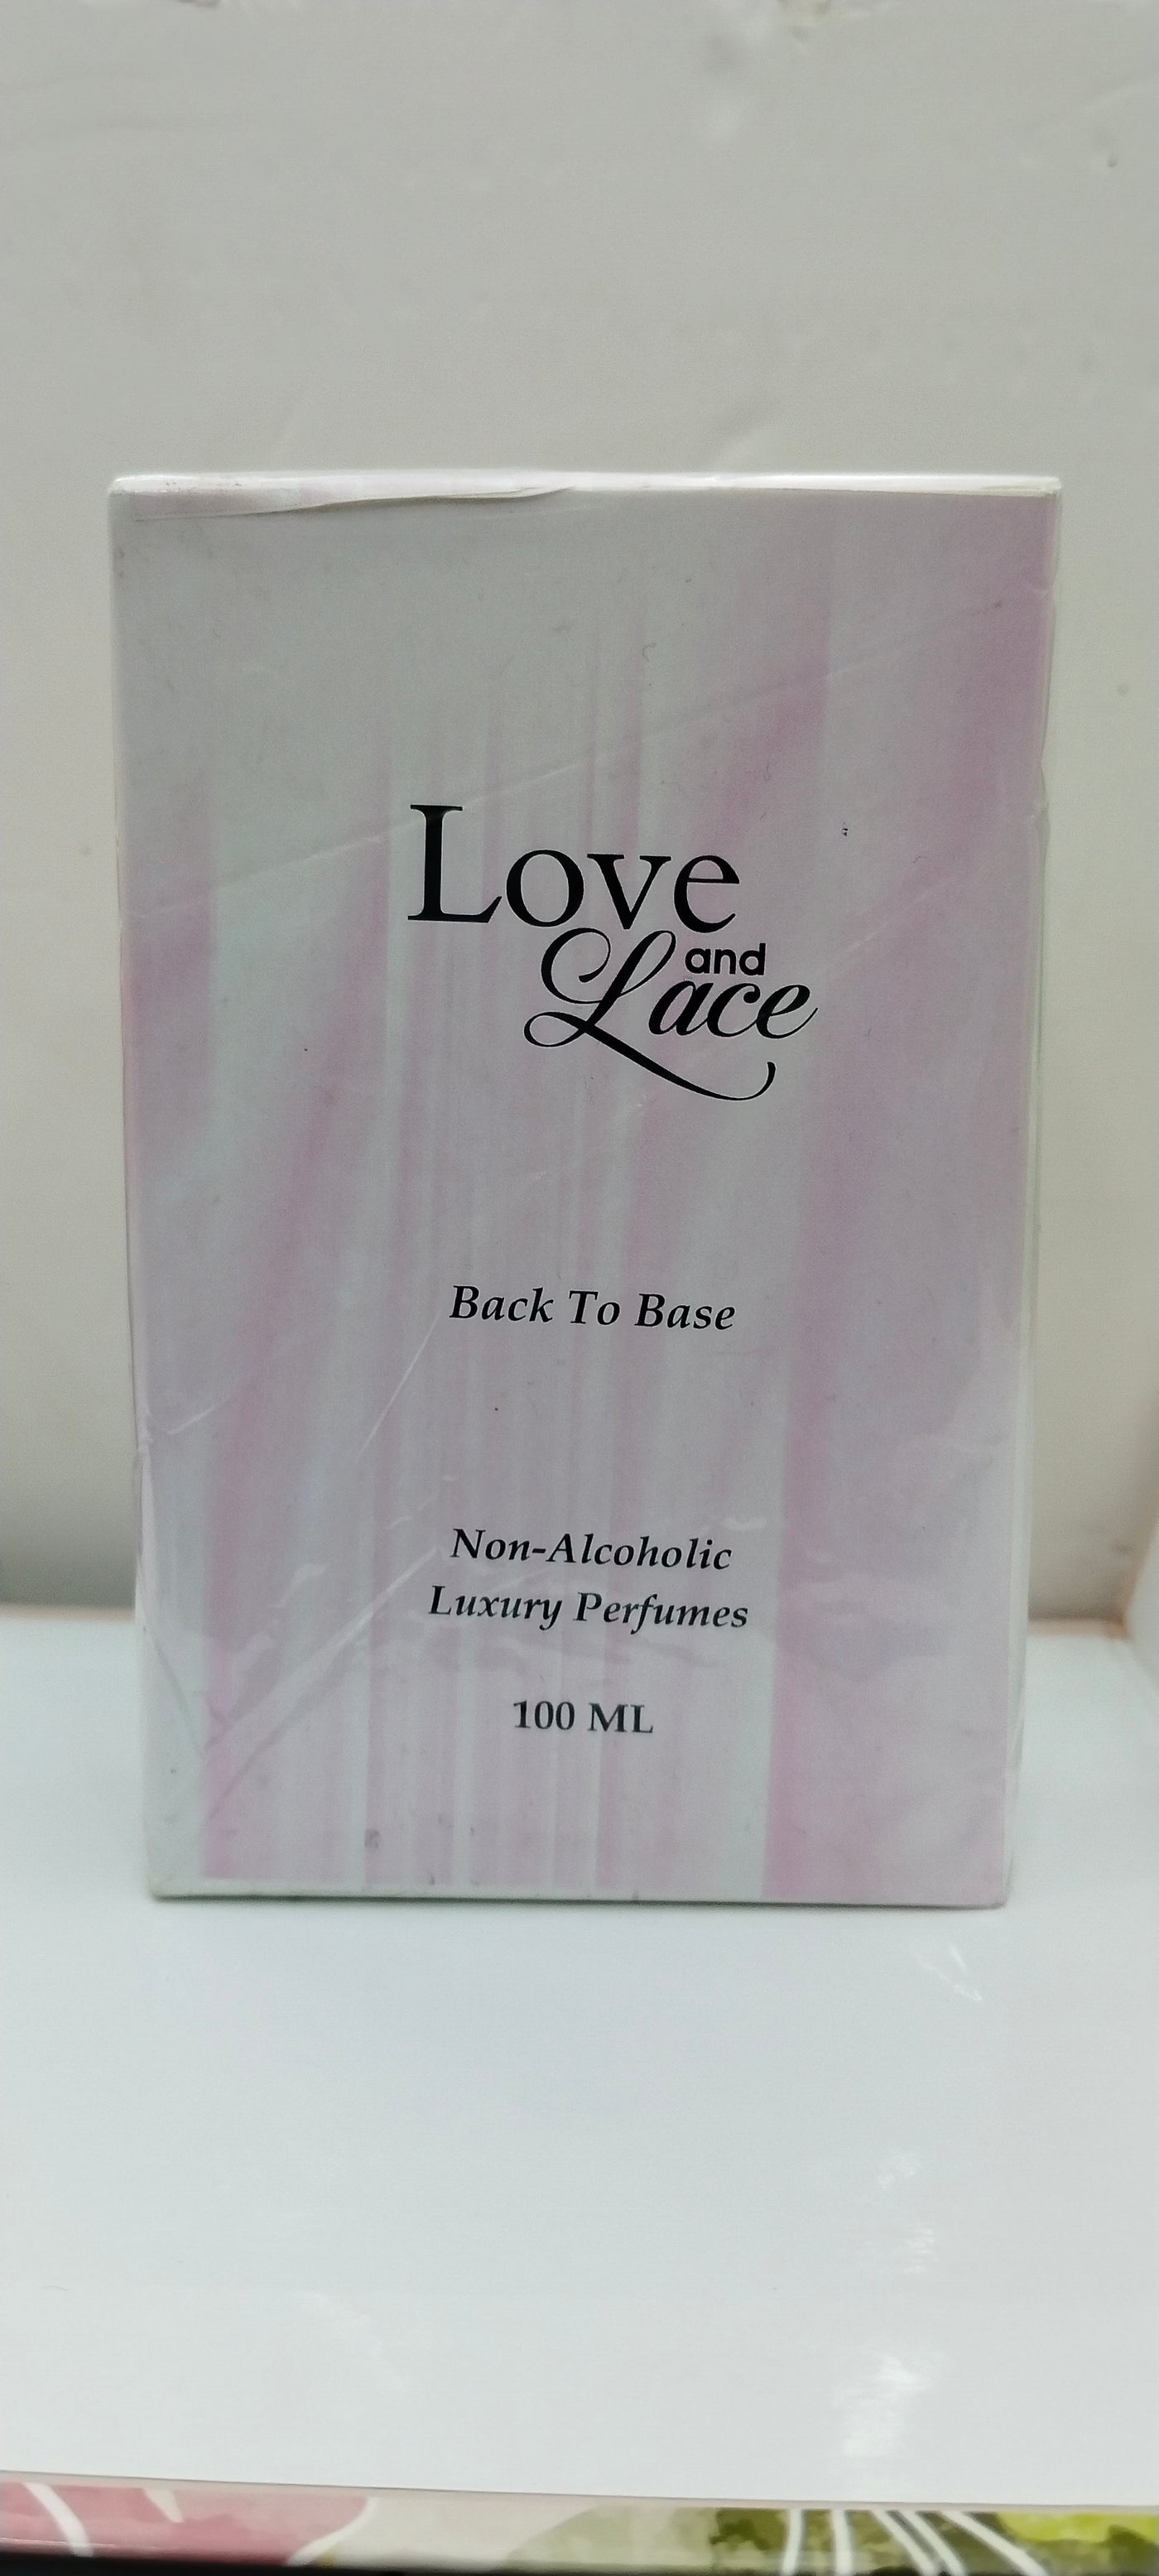 Love
and
Lace
Back To Base
Non-Alcoholic
Luxury Perfumes
100 ML